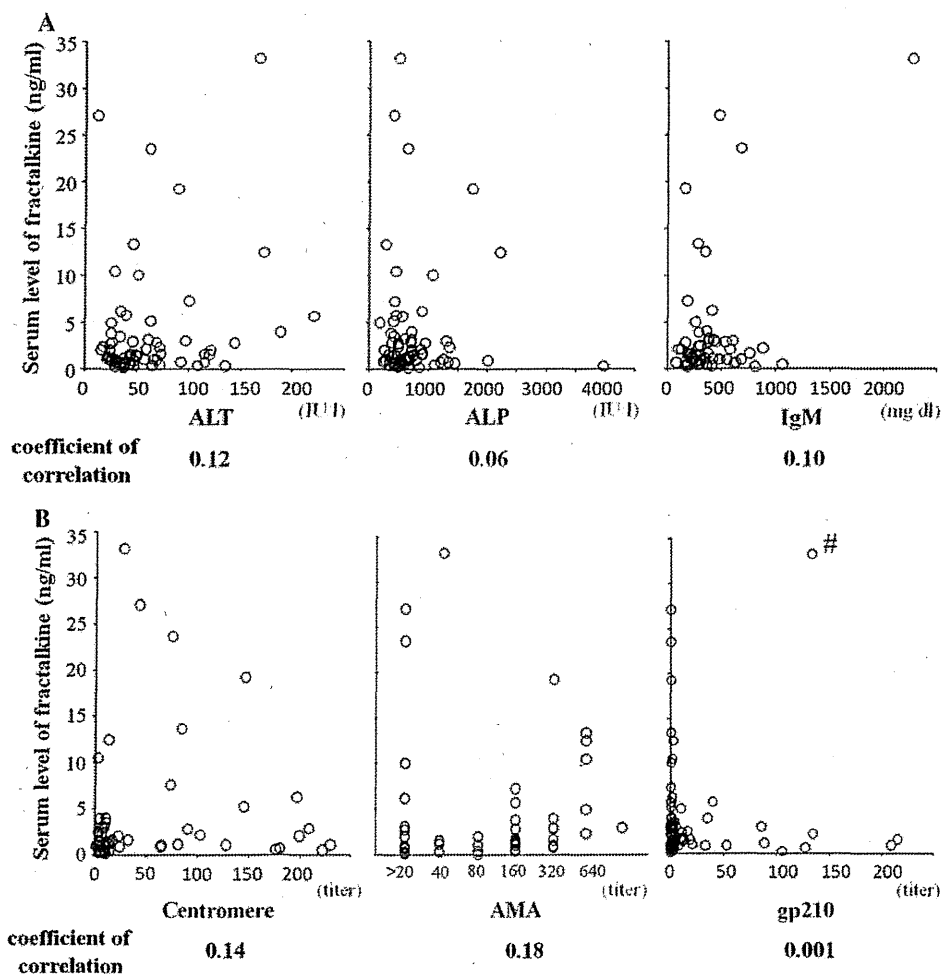 A
Serum level of fractalkine (ng/ml)
35
30
25
20
15
10
5
0
0 50 100 150 200
ALT
0 1000 2000 3000 4000
ALP
0 500 1000 2000
(mg dl)
IgM
coefficient of correlation
0.12 0.06 0.10
B
Serum level of fractalkine (ng/ml)
35
30
25
20
15
10
5
0
0 50 100 150 200
(titer)
Centromere
>20 40 80 160 320 640
(titer)
AMA
#
0 50 100 150 200
(titer)
gp210
coefficient of correlation
0.14 0.18 0.001